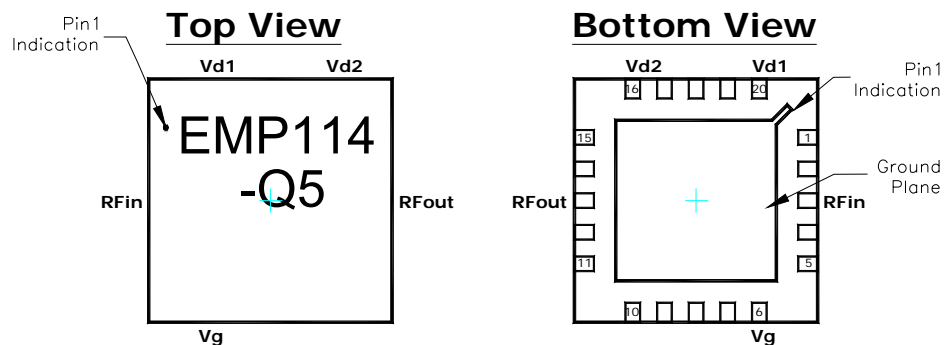 Top View
Pin1
Indication
Vd1
Vd2
EMP114
-Q5
RFin
RFout
Vg
Bottom View
Vd2
Vd1
Pin1
Indication
16
20
15
1
Ground
Plane
RFout
RFin
11
5
10
6
Vg